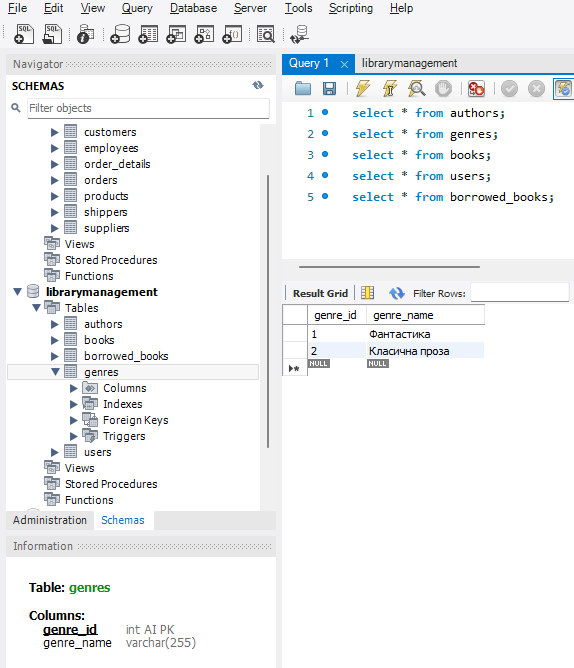 File Edit View Query Database Server Tools Scripting Help
Navigator
SCHEMAS
Filter objects
customers
employees
order_details
orders
products
shippers
suppliers
Views
Stored Procedures
Functions
librarymanagement
Tables
authors
books
borrowed_books
genres
Columns
Indexes
Foreign Keys
Triggers
users
Views
Stored Procedures
Functions
Administration Schemas
Information
Table: genres
Columns:
genre_id int AI PK
genre_name varchar(255)
Query 1 librarymanagement
1 select * from authors;
2 select * from genres;
3 select * from books;
4 select * from users;
5 select * from borrowed_books;
Result Grid Filter Rows:
genre_id genre_name
1 Фантастика
2 Класична проза
NULL NULL